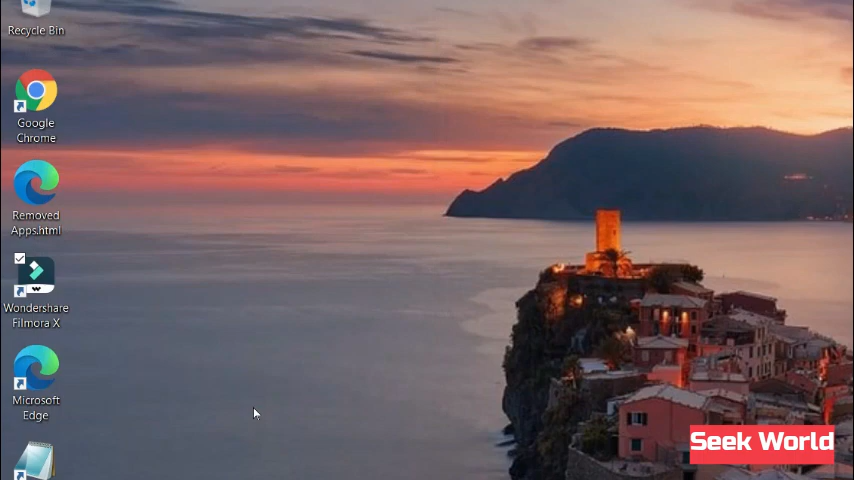 Recycle Bin
Google
Chrome
Removed
Apps.html
Wondershare
Filmora X
Microsoft
Edge
Seek World